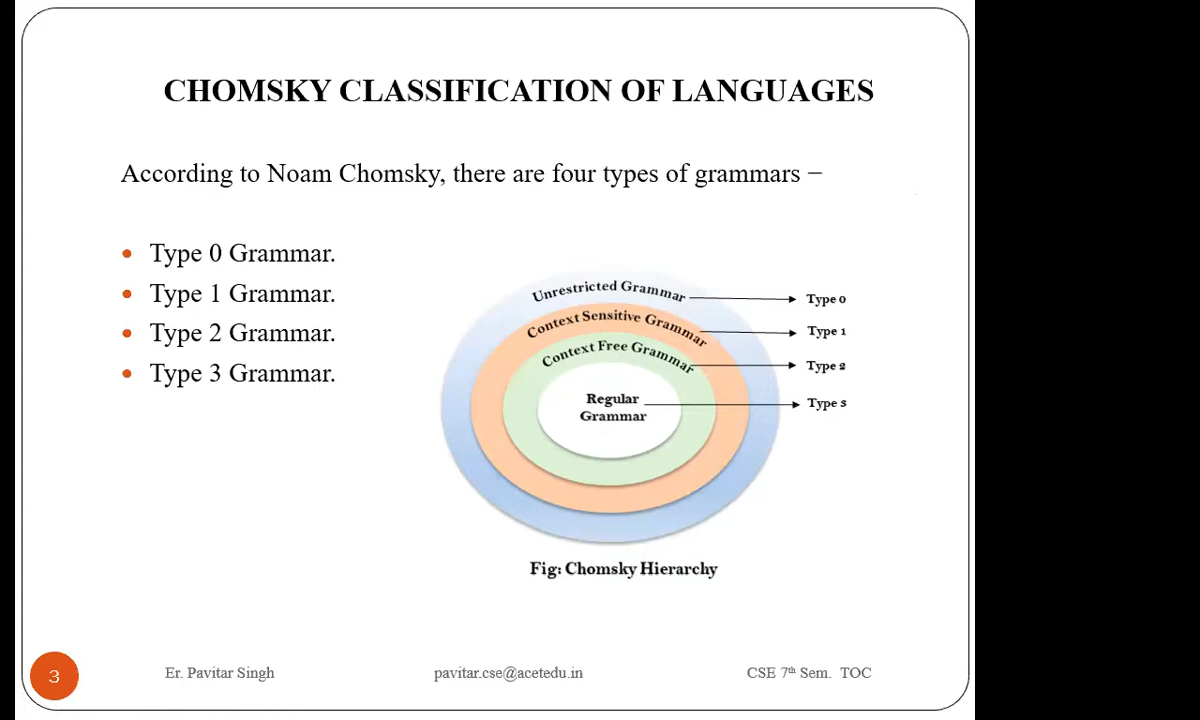 CHOMSKY CLASSIFICATION OF LANGUAGES
According to Noam Chomsky, there are four types of grammars −
• Type 0 Grammar.
• Type 1 Grammar.
• Type 2 Grammar.
• Type 3 Grammar.
Unrestricted Grammar
Type 0
Context Sensitive Grammar
Type 1
Context Free Grammar
Type 2
Regular
Grammar
Type 3
Fig: Chomsky Hierarchy
3
Er. Pavitar Singh
pavitar.cse@acetedu.in
CSE 7th Sem. TOC